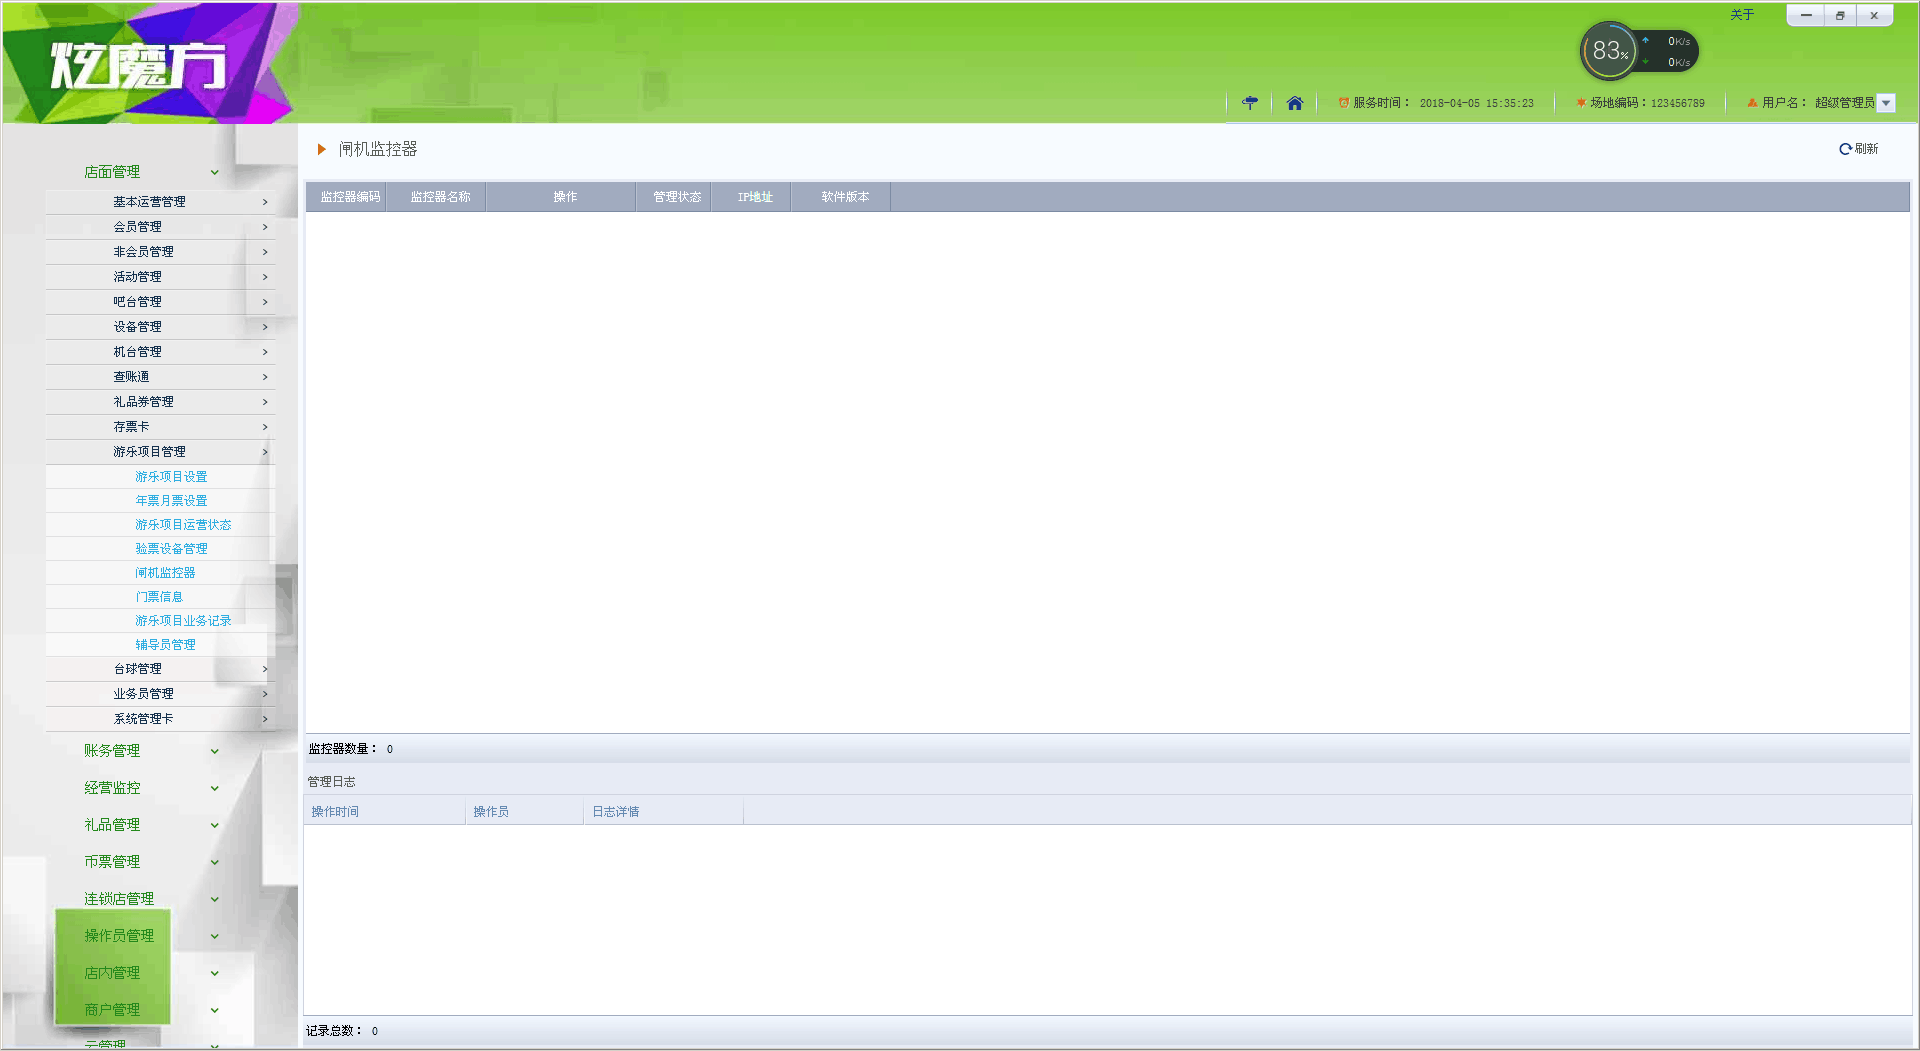 关于
炫魔方
83%
0K/s
0K/s
服务时间： 2018-04-05 15:35:23
场地编码：123456789
用户名： 超级管理员
闸机监控器
刷新
店面管理
基本运营管理
会员管理
非会员管理
活动管理
吧台管理
设备管理
机台管理
查账通
礼品券管理
存票卡
游乐项目管理
游乐项目设置
年票月票设置
游乐项目运营状态
验票设备管理
闸机监控器
门票信息
游乐项目业务记录
辅导员管理
台球管理
业务员管理
系统管理卡
账务管理
经营监控
礼品管理
币票管理
连锁店管理
操作员管理
店内管理
商户管理
云管理
监控器编码 监控器名称 操作 管理状态 IP地址 软件版本
监控器数量： 0
管理日志
操作时间 操作员 日志详情
记录总数： 0